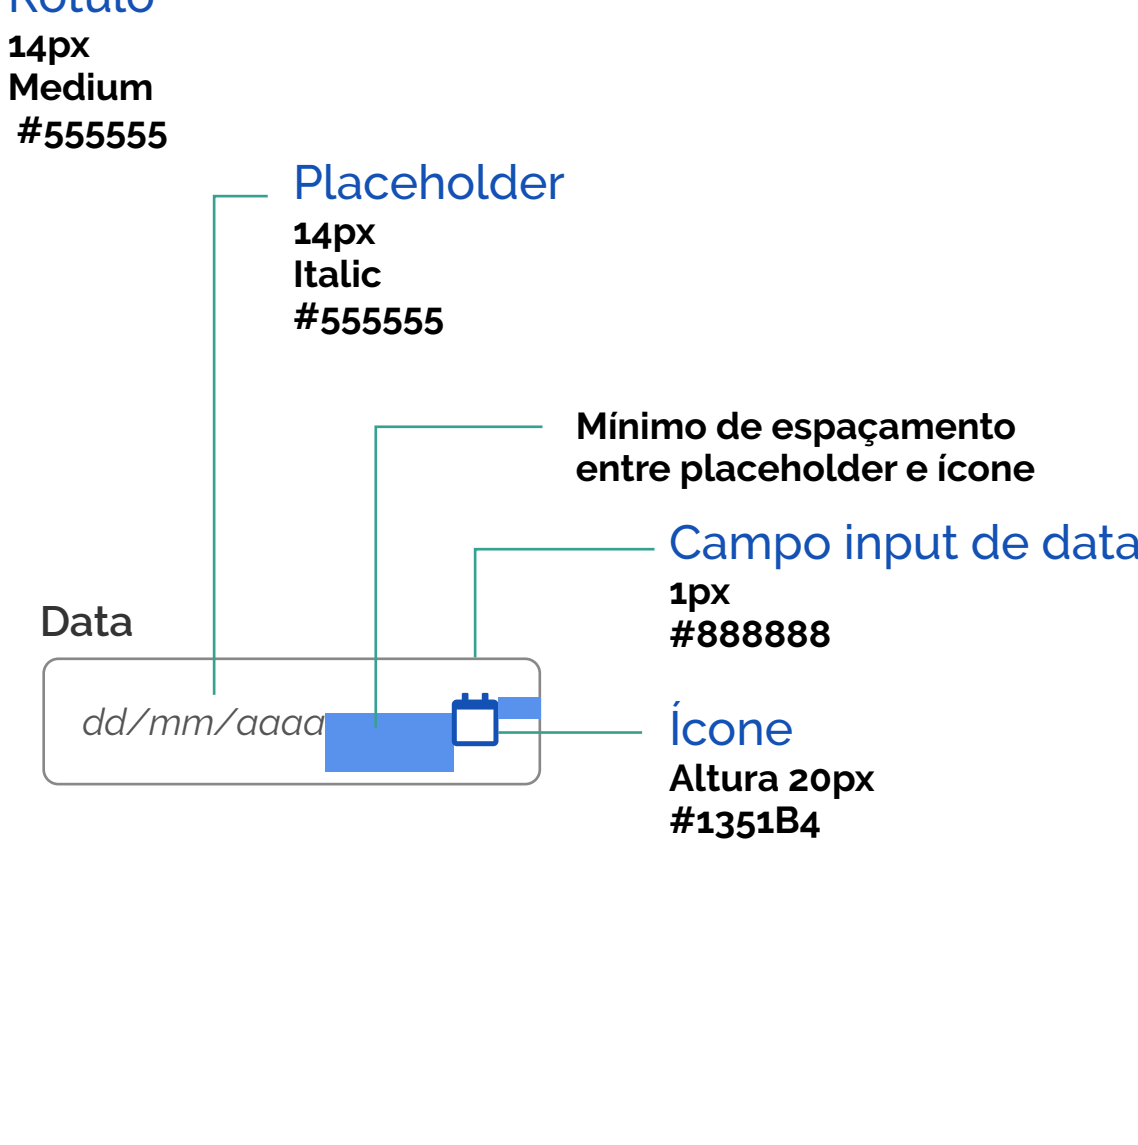 Rótulo
14px
Medium
#555555
Placeholder
14px
Italic
#555555
Mínimo de espaçamento
entre placeholder e ícone
Campo input de data
1px
#888888
Data
dd/mm/aaaa
Ícone
Altura 20px
#1351B4